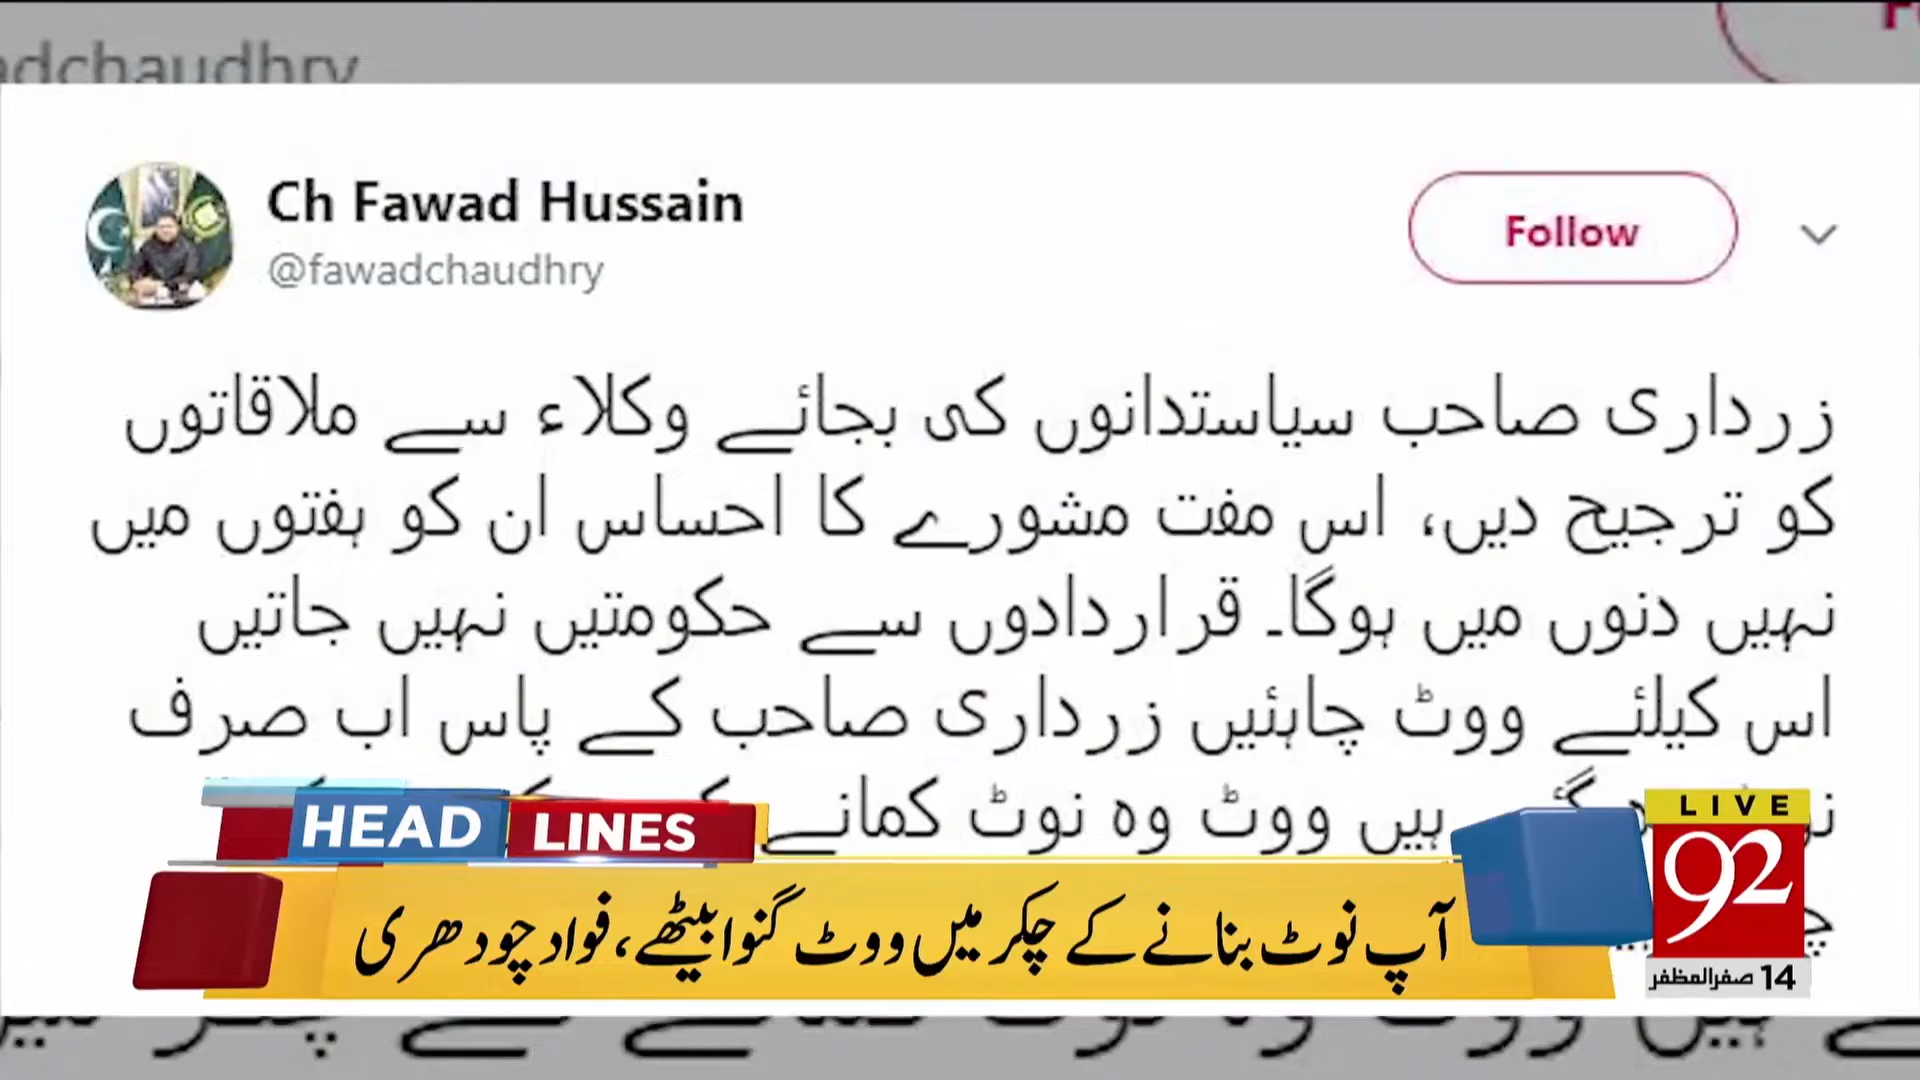 adchaudhry
Ch Fawad Hussain
@fawadchaudhry
Follow
زرداری صاحب سیاستدانوں کی بجائے وکلاء سے ملاقاتوں
کو ترجیح دیں، اس مفت مشورے کا احساس ان کو ہفتوں میں
نہیں دنوں میں ہوگا۔ قراردادوں سے حکومتیں نہیں جاتیں
اس کیلئے ووٹ چاہئیں زرداری صاحب کے پاس اب صرف
ہیں ووٹ وہ نوٹ کمانے
HEAD LINES
آپ نوٹ بنانے کے چکر میں ووٹ گنوا بیٹھے، فواد چودھری
LIVE
92
14 صفرالمظفر